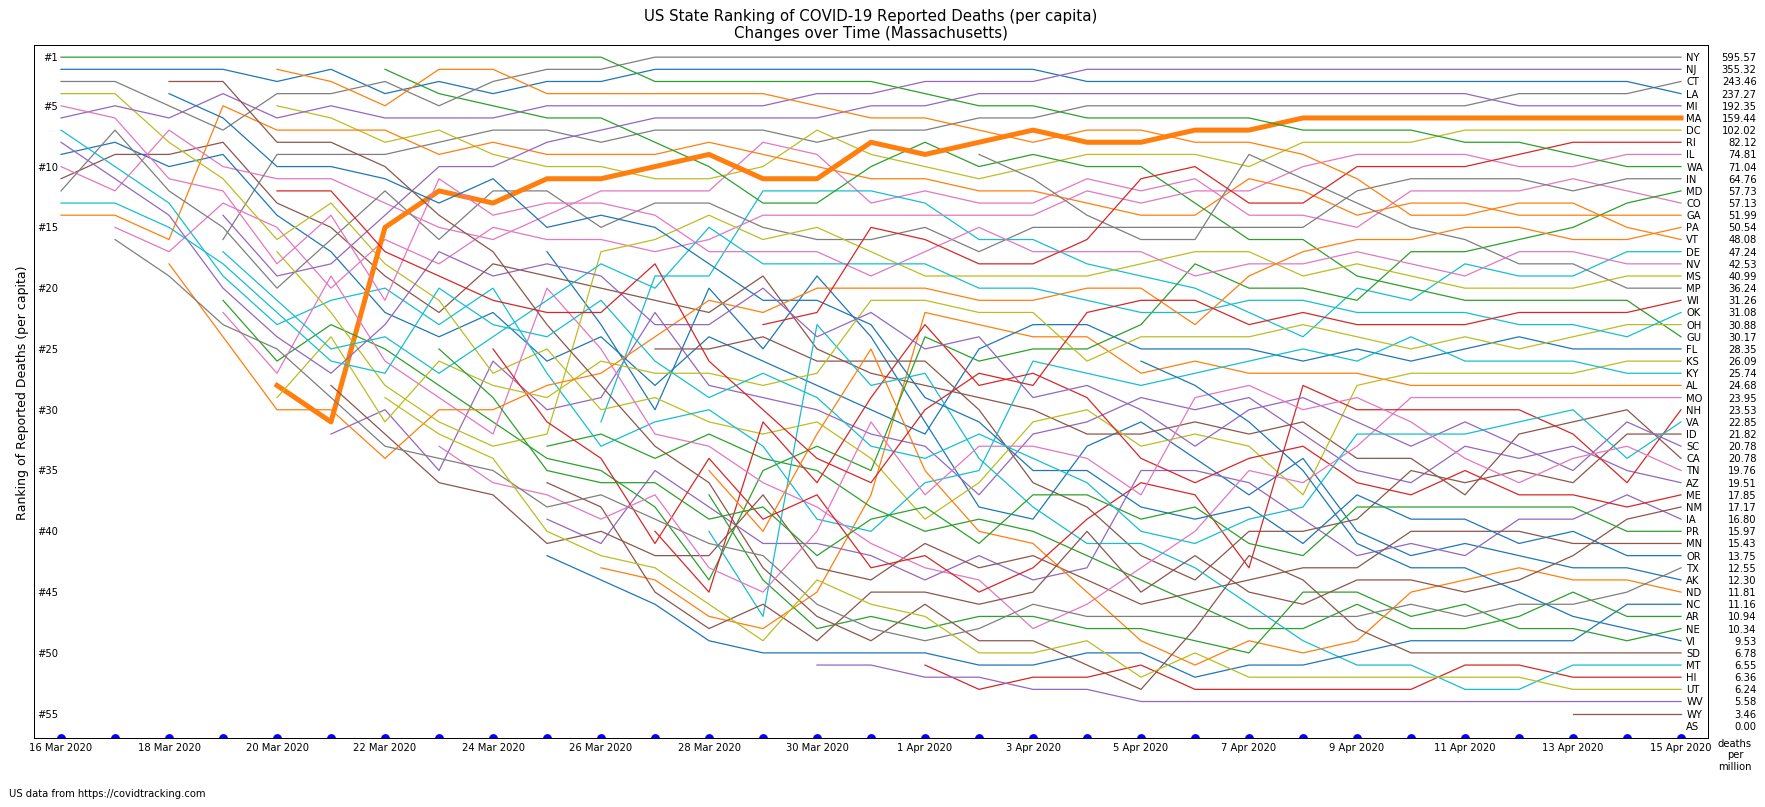 US State Ranking of COVID-19 Reported Deaths (per capita)
Changes over Time (Massachusetts)
Ranking of Reported Deaths (per capita)
#1
#5
#10
#15
#20
#25
#30
#35
#40
#45
#50
#55
NY 595.57
NJ 355.32
CT 243.46
LA 237.27
MI 192.35
MA 159.44
DC 102.02
RI 82.12
IL 74.81
WA 71.04
IN 64.76
MD 57.73
CO 57.13
GA 51.99
PA 50.54
VT 48.08
DE 47.24
NV 42.53
MS 40.99
MP 36.24
WI 31.26
OK 31.08
OH 30.88
GU 30.17
FL 28.35
KS 26.09
KY 25.74
AL 24.68
MO 23.95
NH 23.53
VA 22.85
ID 21.82
SC 20.78
CA 20.78
TN 19.76
AZ 19.51
ME 17.85
NM 17.17
IA 16.80
PR 15.97
MN 15.43
OR 13.75
TX 12.55
AK 12.30
ND 11.81
NC 11.16
AR 10.94
NE 10.34
VI 9.53
SD 6.78
MT 6.55
HI 6.36
UT 6.24
WV 5.58
WY 3.46
AS 0.00
16 Mar 2020 18 Mar 2020 20 Mar 2020 22 Mar 2020 24 Mar 2020 26 Mar 2020 28 Mar 2020 30 Mar 2020 1 Apr 2020 3 Apr 2020 5 Apr 2020 7 Apr 2020 9 Apr 2020 11 Apr 2020 13 Apr 2020 15 Apr 2020
deaths
per
million
US data from https://covidtracking.com